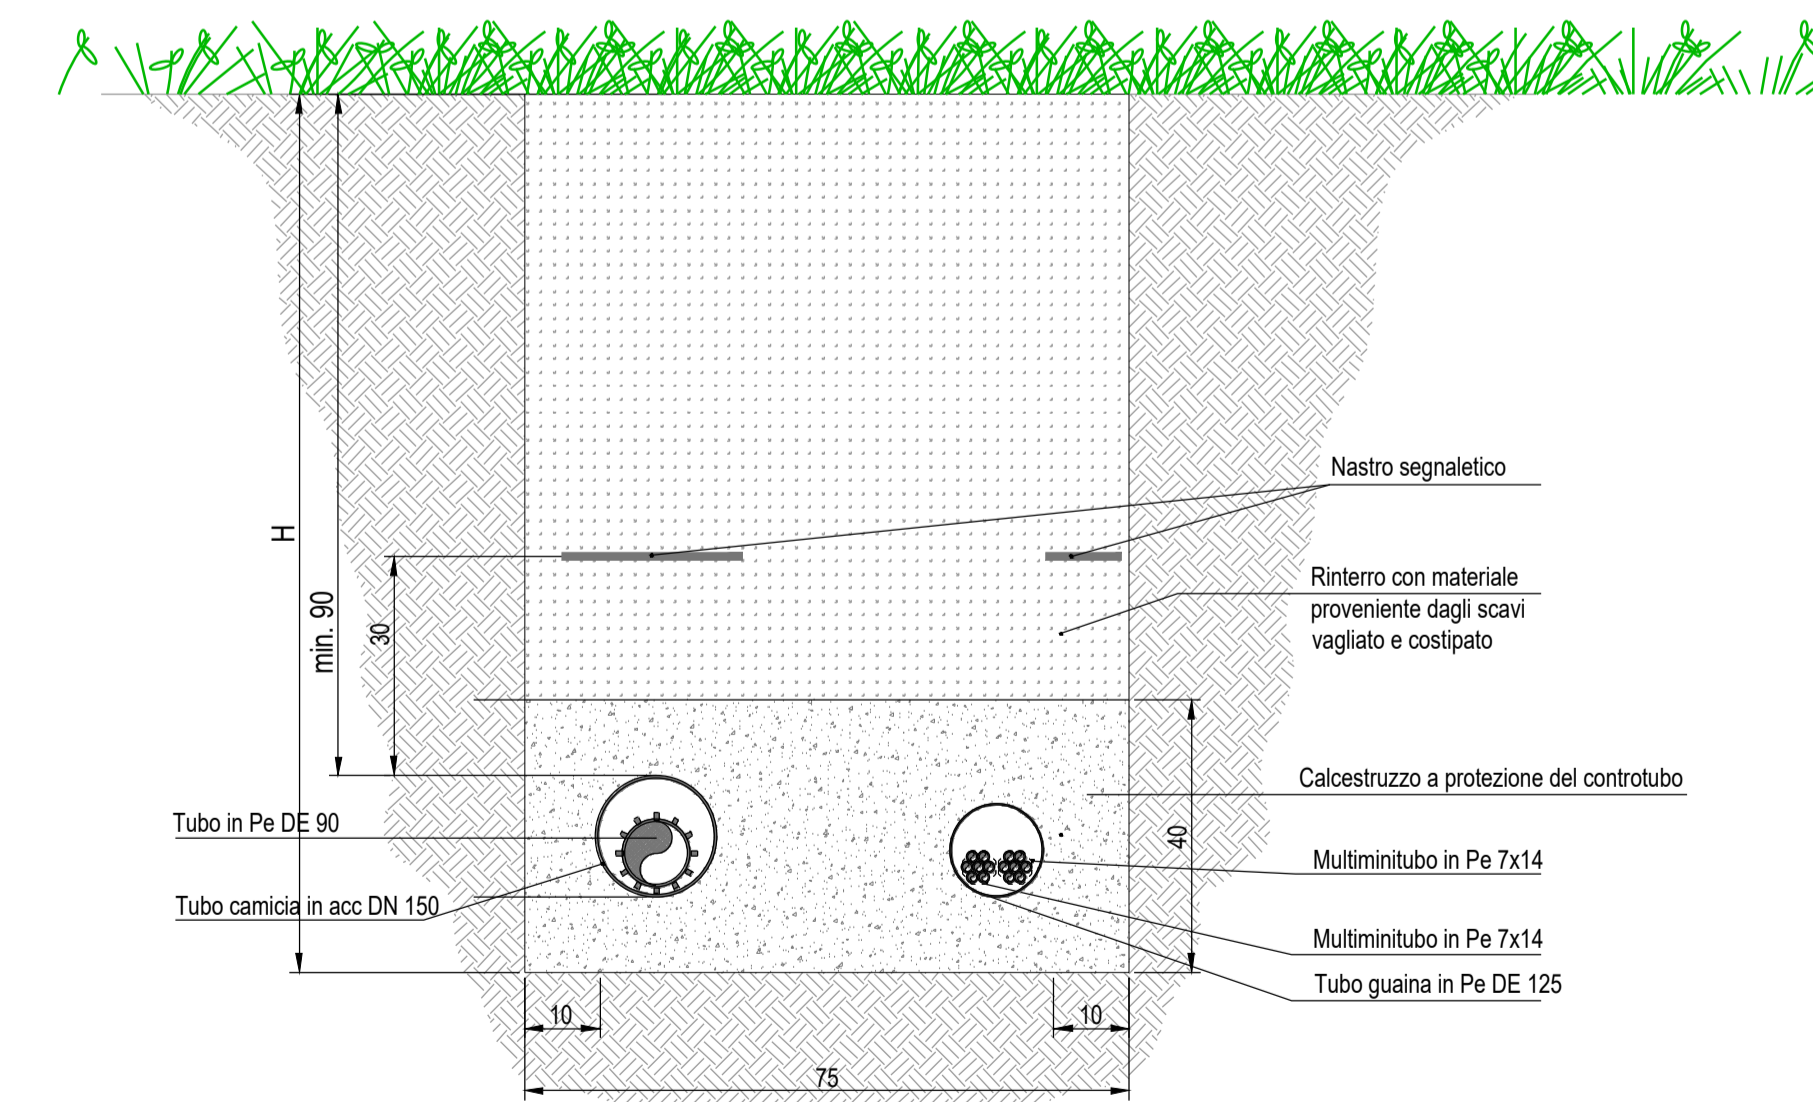 Nastro segnaletico
H
Rinterro con materiale
proveniente dagli scavi
vagliato e costipato
min. 90
30
Calcestruzzo a protezione del controtubo
Tubo in Pe DE 90
40
Multiminitubo in Pe 7x14
Tubo camicia in acc DN 150
Multiminitubo in Pe 7x14
Tubo guaina in Pe DE 125
10
10
75